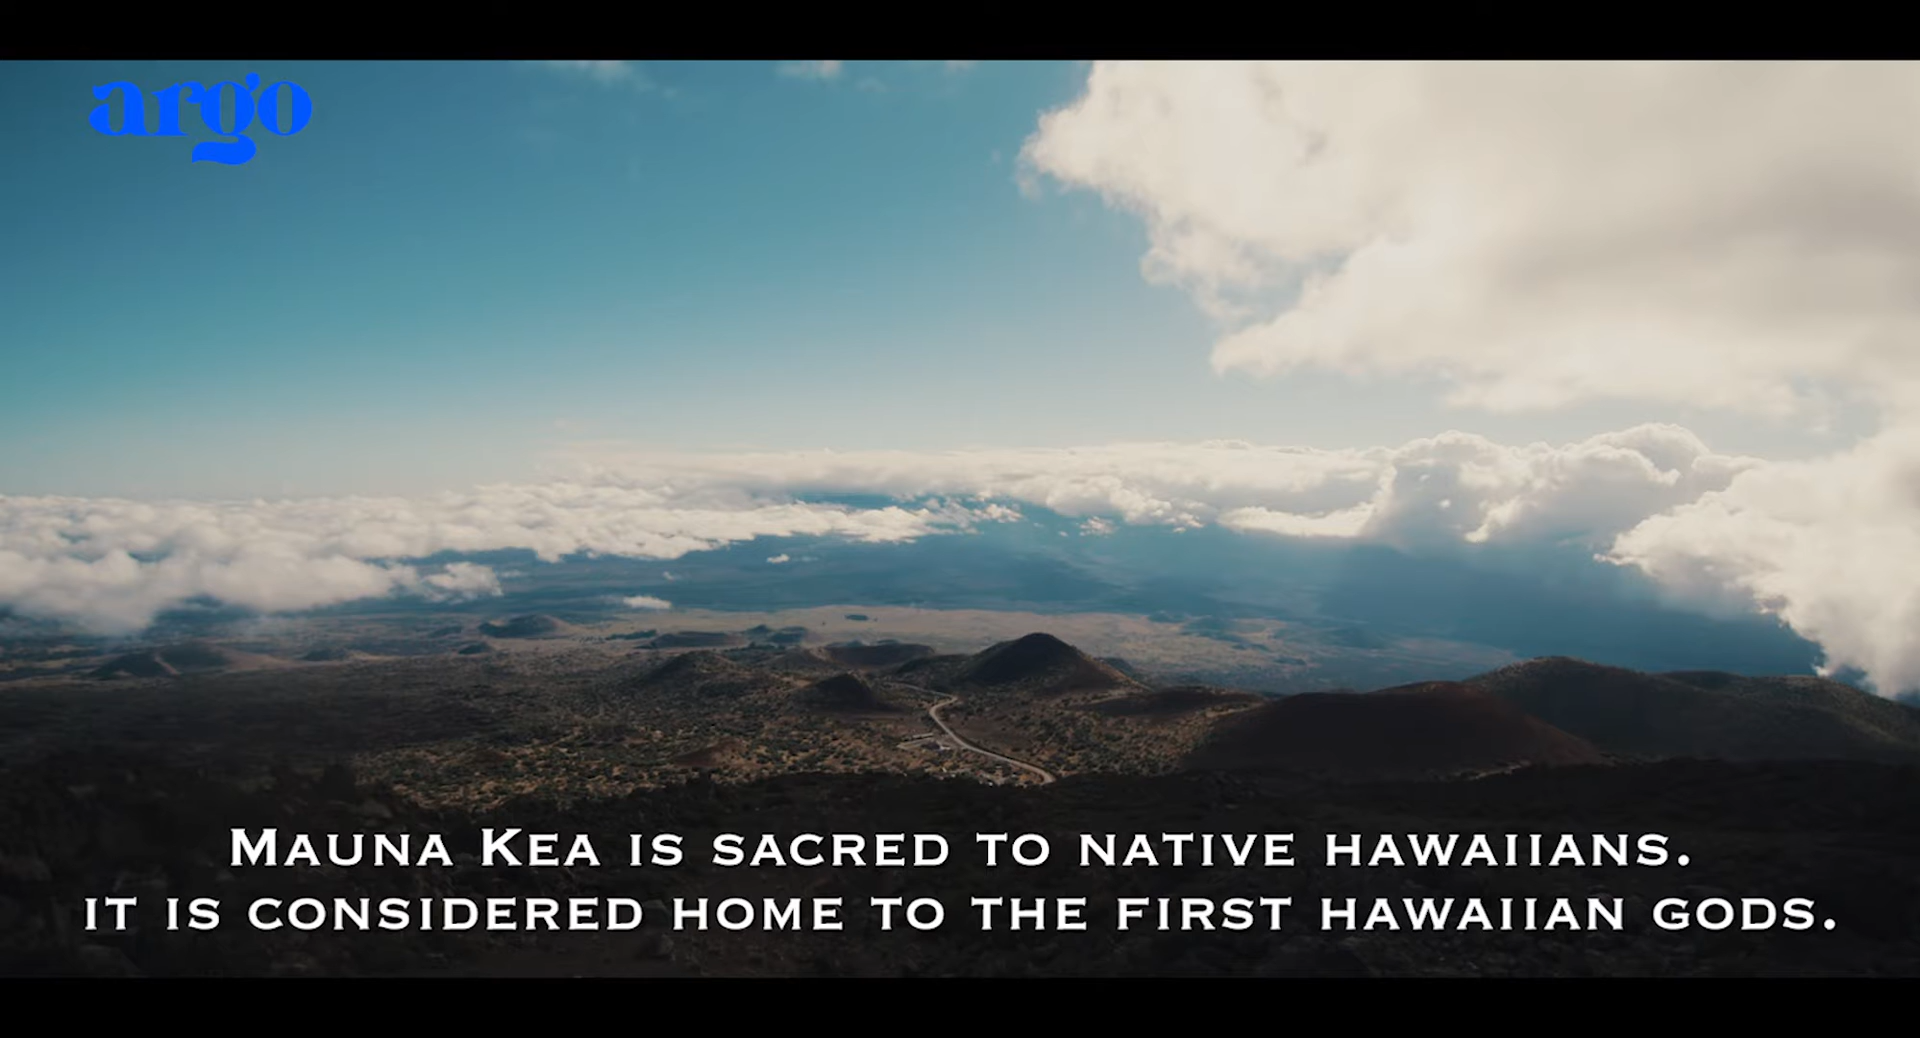 argo
Mauna Kea is sacred to native hawaiians.
it is considered home to the first hawaiian gods.